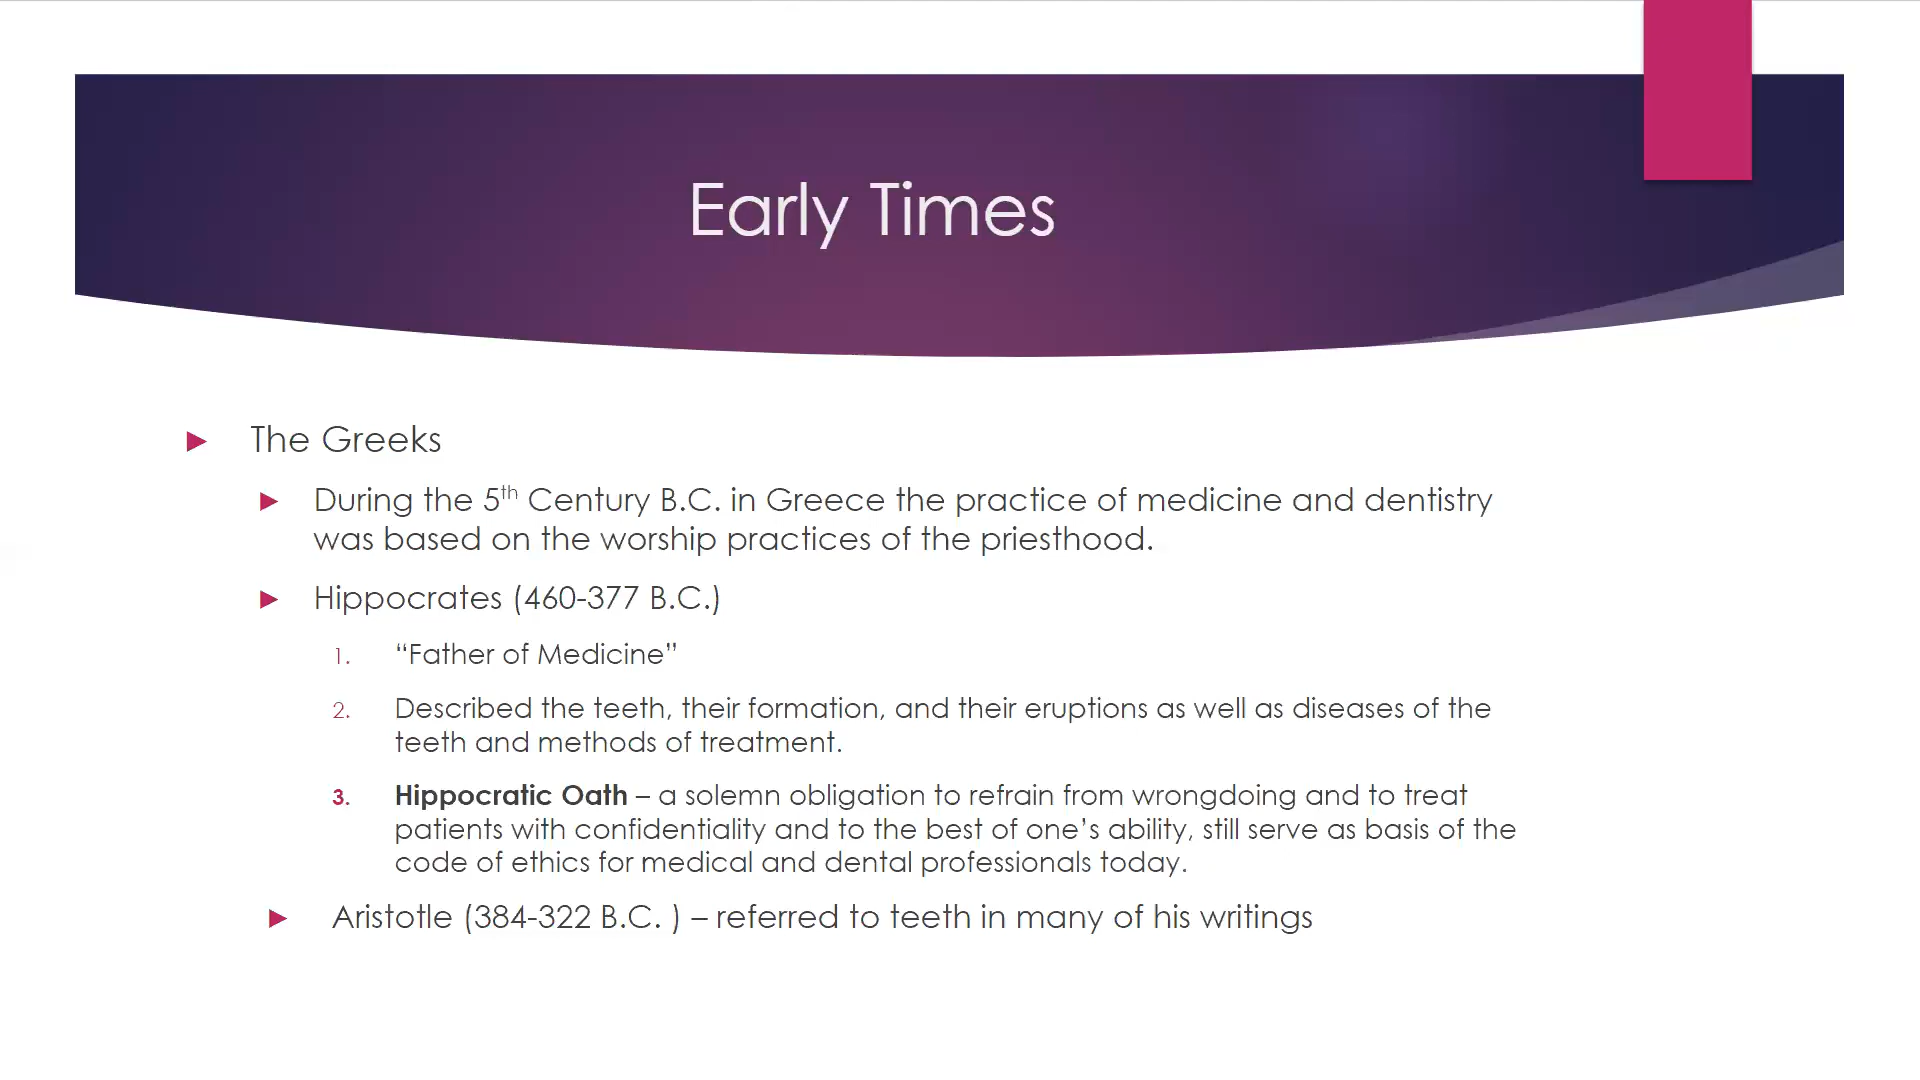 Early Times
► The Greeks
► During the 5th Century B.C. in Greece the practice of medicine and dentistry
was based on the worship practices of the priesthood.
► Hippocrates (460-377 B.C.)
1. “Father of Medicine”
2. Described the teeth, their formation, and their eruptions as well as diseases of the
teeth and methods of treatment.
3. Hippocratic Oath – a solemn obligation to refrain from wrongdoing and to treat
patients with confidentiality and to the best of one’s ability, still serve as basis of the
code of ethics for medical and dental professionals today.
► Aristotle (384-322 B.C. ) – referred to teeth in many of his writings